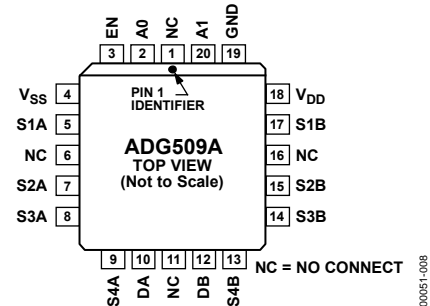 EN
A0
NC
A1
GND
3
2
1
20
19
V_SS 4
PIN 1
IDENTIFIER
18 V_DD
S1A 5
17 S1B
NC 6
ADG509A
TOP VIEW
(Not to Scale)
16 NC
S2A 7
15 S2B
S3A 8
14 S3B
9
10
11
12
13
S4A
DA
NC
DB
S4B
NC = NO CONNECT
00051-008